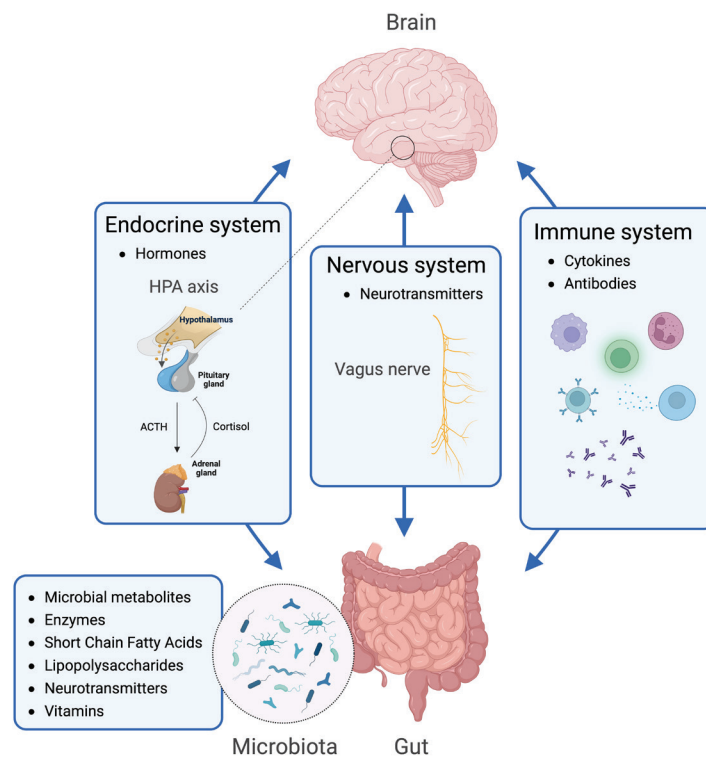 Brain
Endocrine system
• Hormones
HPA axis
Hypothalamus
Pituitary
gland
ACTH
Cortisol
Adrenal
gland
Nervous system
• Neurotransmitters
Vagus nerve
Immune system
• Cytokines
• Antibodies
• Microbial metabolites
• Enzymes
• Short Chain Fatty Acids
• Lipopolysaccharides
• Neurotransmitters
• Vitamins
Microbiota
Gut